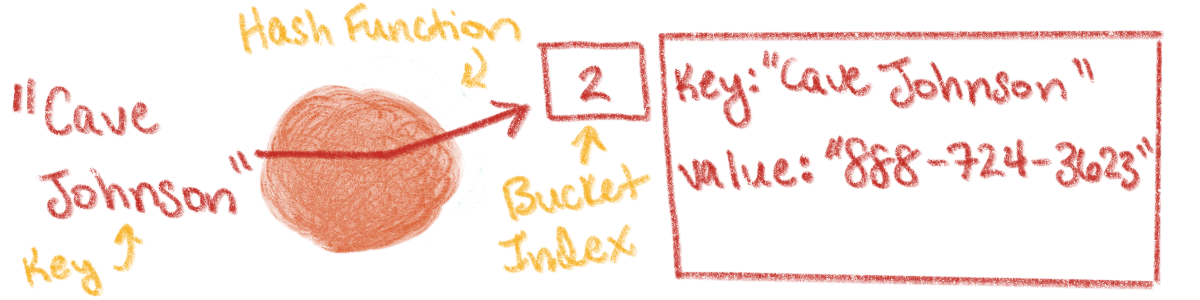 Hash Function
"Cave
Johnson"
Key
2
Bucket
Index
Key: "Cave Johnson"
value: "888-724-3623"